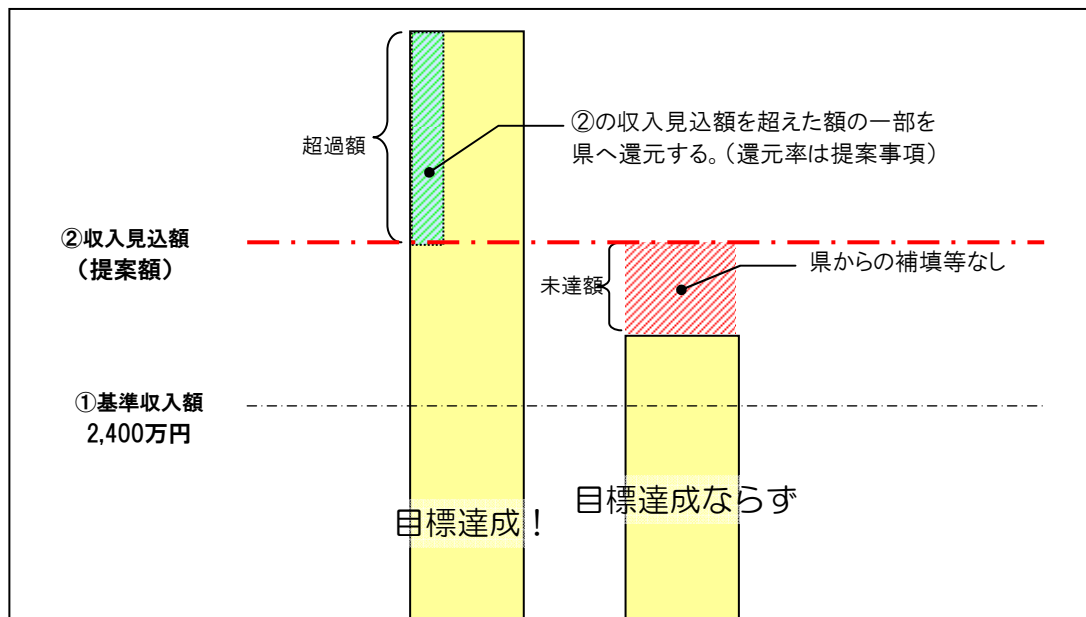 超過額
②の収入見込額を超えた額の一部を
県へ還元する。（還元率は提案事項）
②収入見込額
（提案額）
未達額
県からの補填等なし
①基準収入額
2,400万円
目標達成！
目標達成ならず